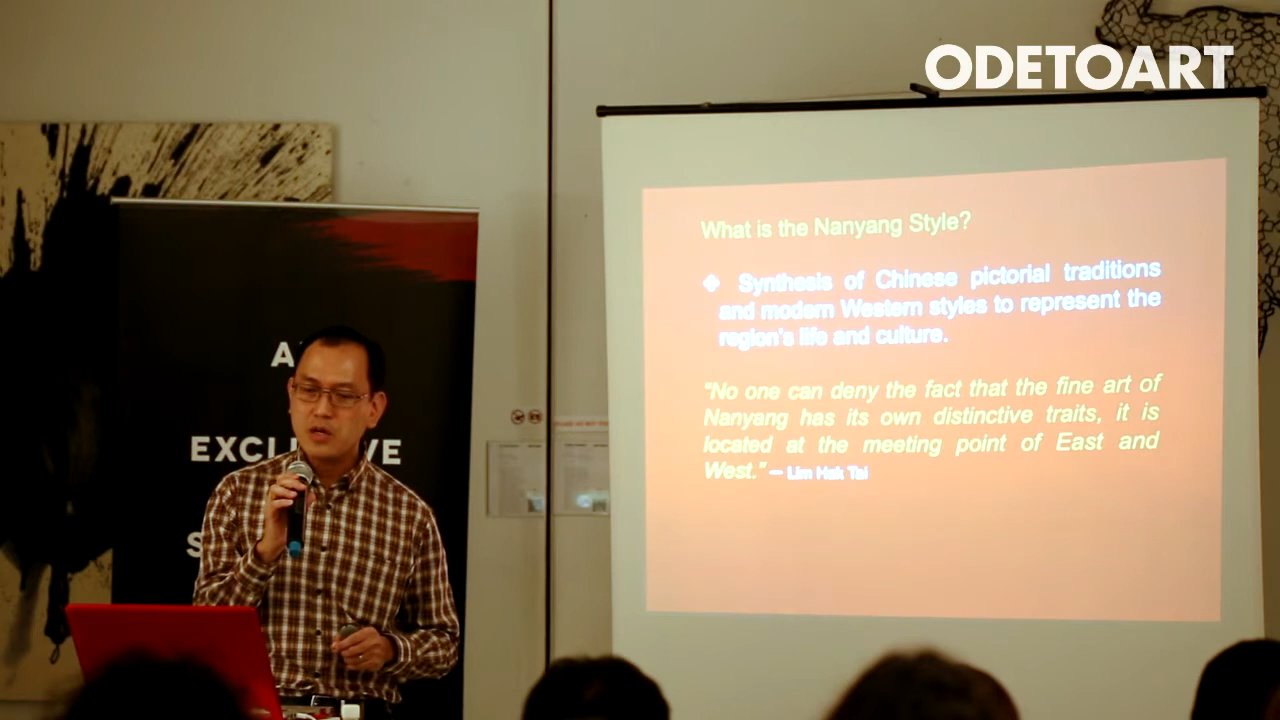 ODETOART
What is the Nanyang Style?
❖ Synthesis of Chinese pictorial traditions
and modern Western styles to represent the
region's life and culture.
"No one can deny the fact that the fine art of
Nanyang has its own distinctive traits, it is
located at the meeting point of East and
West." – Lim Hak Tai